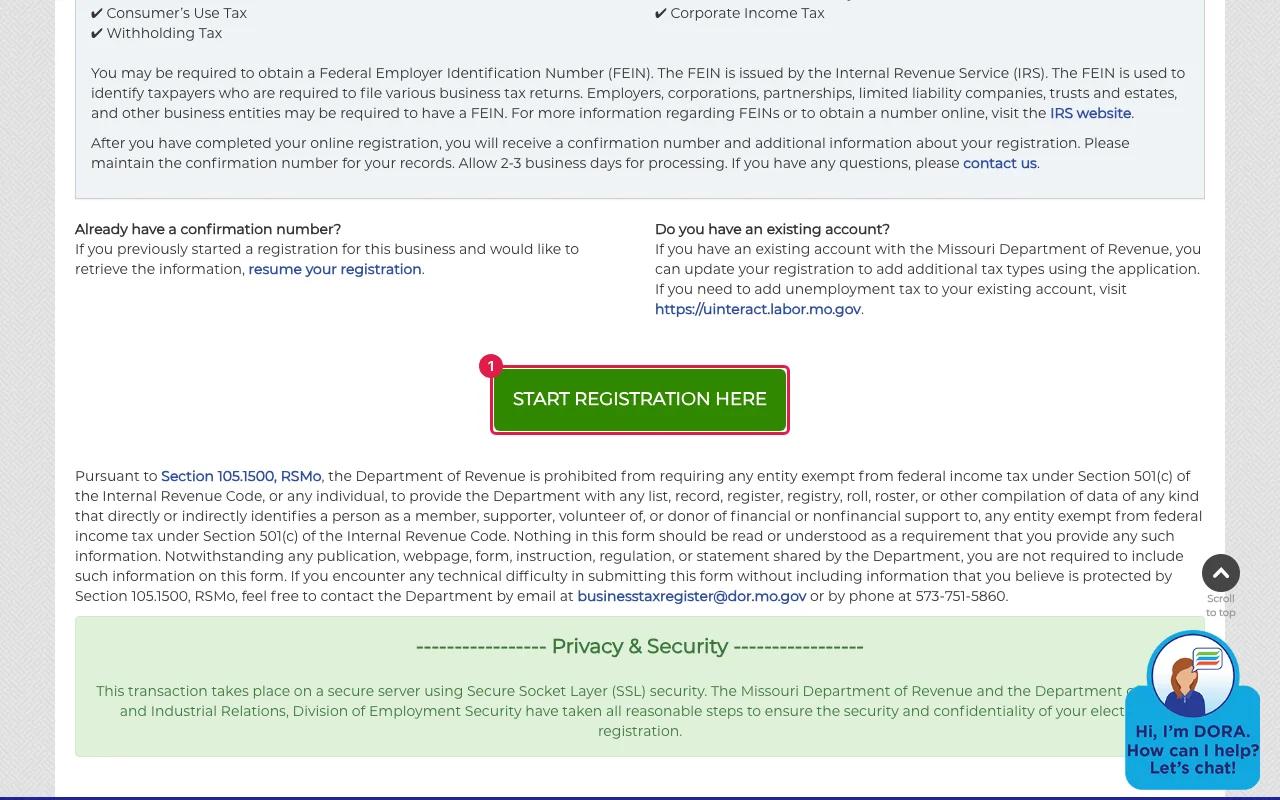 ✔ Consumer's Use Tax
✔ Corporate Income Tax
✔ Withholding Tax
You may be required to obtain a Federal Employer Identification Number (FEIN). The FEIN is issued by the Internal Revenue Service (IRS). The FEIN is used to
identify taxpayers who are required to file various business tax returns. Employers, corporations, partnerships, limited liability companies, trusts and estates,
and other business entities may be required to have a FEIN. For more information regarding FEINs or to obtain a number online, visit the IRS website.
After you have completed your online registration, you will receive a confirmation number and additional information about your registration. Please
maintain the confirmation number for your records. Allow 2-3 business days for processing. If you have any questions, please contact us.
Already have a confirmation number?
If you previously started a registration for this business and would like to
retrieve the information, resume your registration.
Do you have an existing account?
If you have an existing account with the Missouri Department of Revenue, you
can update your registration to add additional tax types using the application.
If you need to add unemployment tax to your existing account, visit
https://uinteract.labor.mo.gov.
1
START REGISTRATION HERE
Pursuant to Section 105.1500, RSMo, the Department of Revenue is prohibited from requiring any entity exempt from federal income tax under Section 501(c) of
the Internal Revenue Code, or any individual, to provide the Department with any list, record, register, registry, roll, roster, or other compilation of data of any kind
that directly or indirectly identifies a person as a member, supporter, volunteer of, or donor of financial or nonfinancial support to, any entity exempt from federal
income tax under Section 501(c) of the Internal Revenue Code. Nothing in this form should be read or understood as a requirement that you provide any such
information. Notwithstanding any publication, webpage, form, instruction, regulation, or statement shared by the Department, you are not required to include
such information on this form. If you encounter any technical difficulty in submitting this form without including information that you believe is protected by
Section 105.1500, RSMo, feel free to contact the Department by email at businesstaxregister@dor.mo.gov or by phone at 573-751-5860.
Scroll
to top
----------------- Privacy & Security -----------------
This transaction takes place on a secure server using Secure Socket Layer (SSL) security. The Missouri Department of Revenue and the Department
and Industrial Relations, Division of Employment Security have taken all reasonable steps to ensure the security and confidentiality of your elect
registration.
Hi, I'm DORA.
How can I help?
Let's chat!